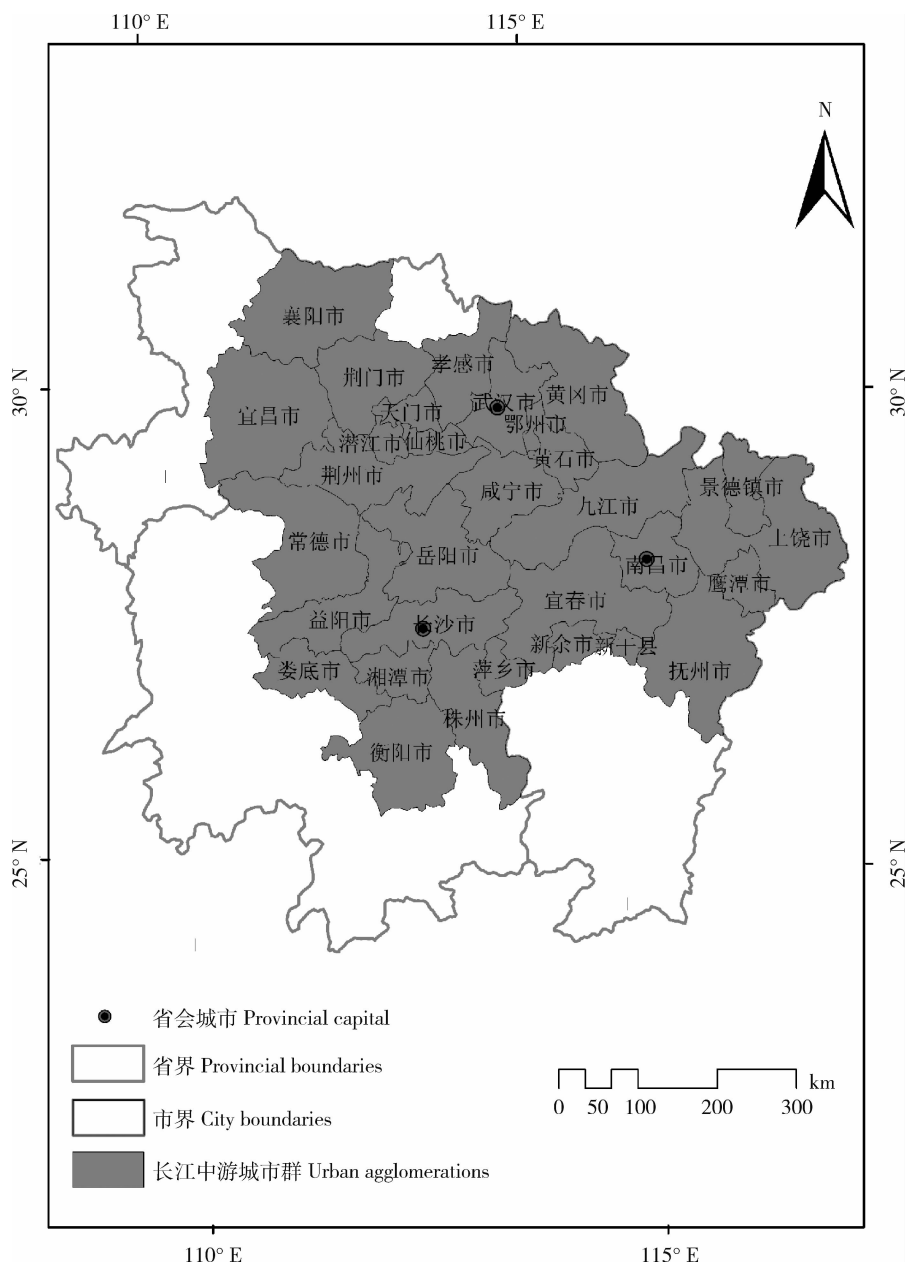 110° E
115° E
N
30° N
30° N
襄阳市
孝感市
荆门市
黄冈市
武汉市
宜昌市
天门市
鄂州市
潜江市
仙桃市
黄石市
荆州市
咸宁市
景德镇市
九江市
上饶市
常德市
岳阳市
南昌市
鹰潭市
宜春市
益阳市
长沙市
新余市
新干县
娄底市
湘潭市
萍乡市
抚州市
株州市
衡阳市
25° N
25° N
省会城市 Provincial capital
省界 Provincial boundaries
市界 City boundaries
长江中游城市群 Urban agglomerations
km
0 50 100 200 300
110° E
115° E